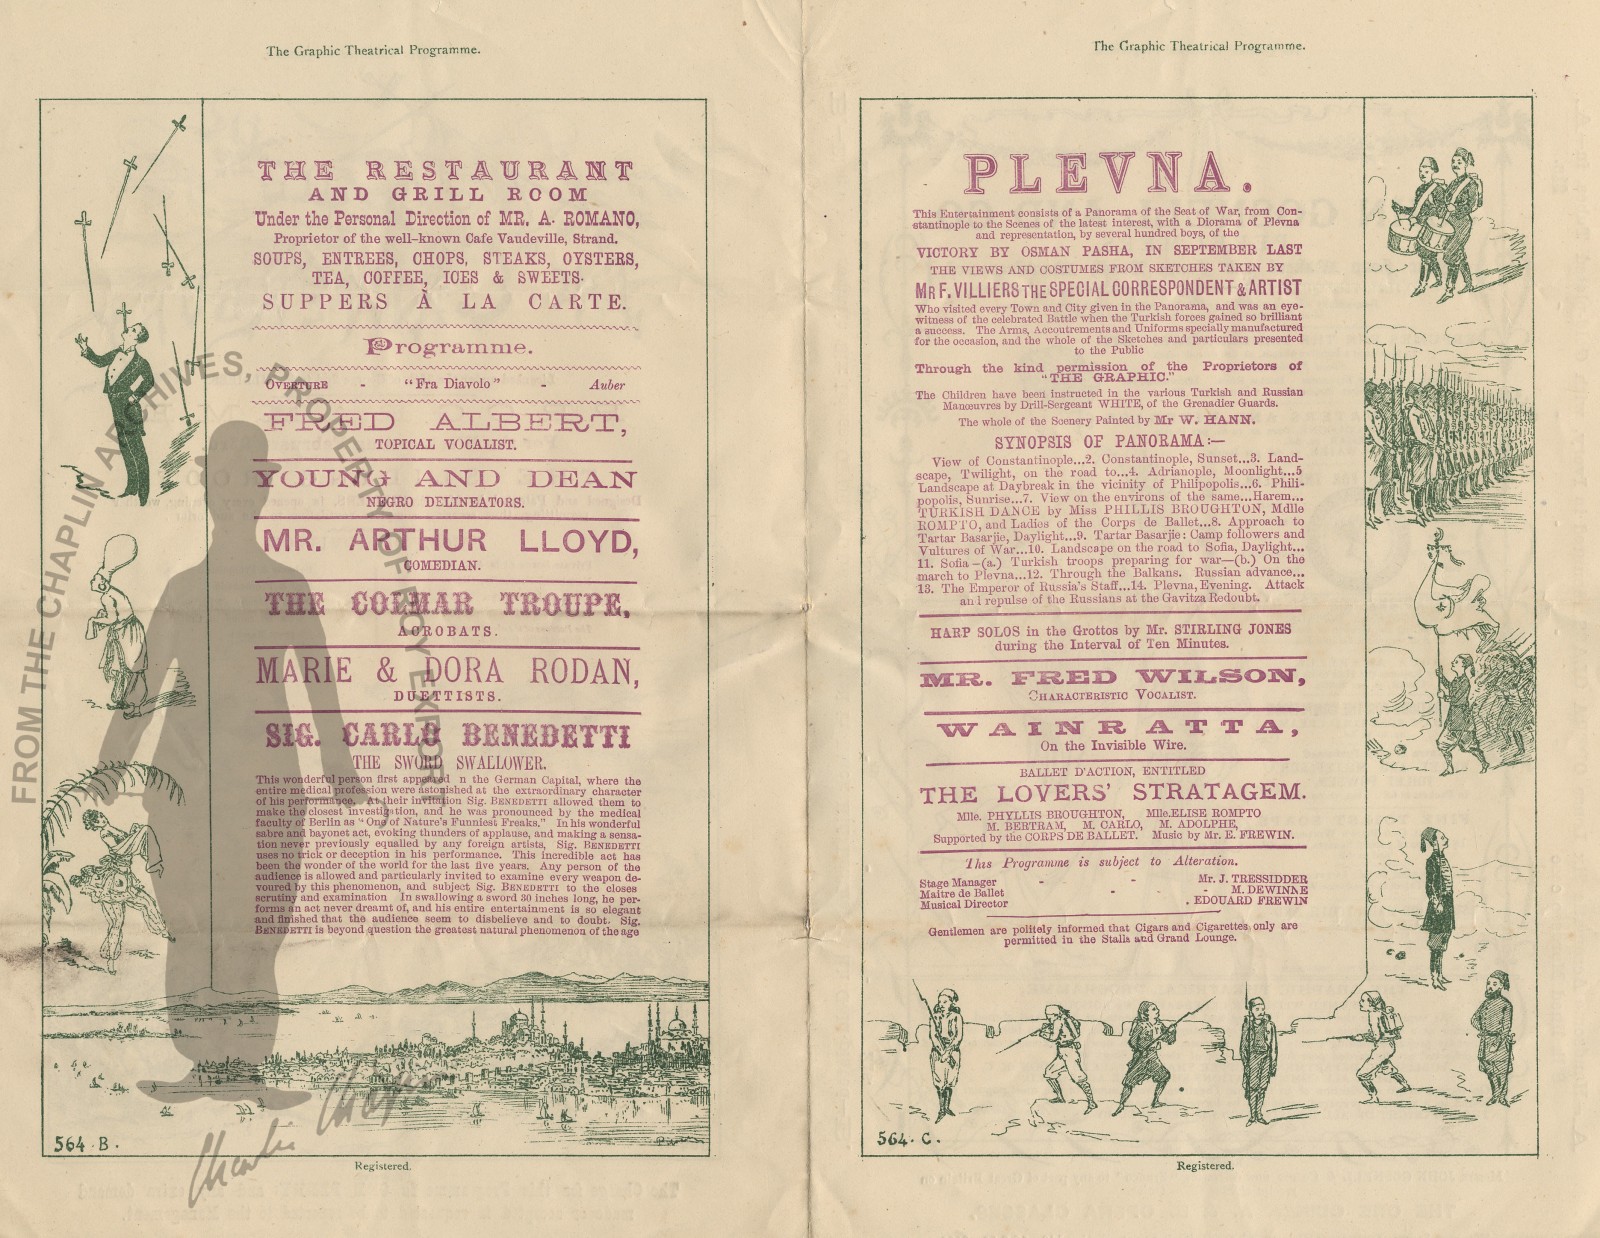 The Graphic Theatrical Programme.
THE RESTAURANT
AND GRILL ROOM
Under the Personal Direction of MR. A. ROMANO,
Proprietor of the well-known Cafe Vaudeville, Strand.
SOUPS, ENTREES, CHOPS, STEAKS, OYSTERS,
TEA, COFFEE, ICES & SWEETS.
SUPPERS À LA CARTE.
Programme.
OVERTURE - "Fra Diavolo" - Auber
FRED ALBERT,
TOPICAL VOCALIST.
YOUNG AND DEAN
NEGRO DELINEATORS.
MR. ARTHUR LLOYD,
COMEDIAN.
THE COLMAR TROUPE,
ACROBATS.
MARIE & DORA RODAN,
DUETTISTS.
SIG. CARLO BENEDETTI
THE SWORD SWALLOWER.
This wonderful person first appeared n the German Capital, where the
entire medical profession were astonished at the extraordinary character
of his performance. At their invitation Sig. BENEDETTI allowed them to
make the closest investigation, and he was pronounced by the medical
faculty of Berlin as "One of Nature's Funniest Freaks." In his wonderful
sabre and bayonet act, evoking thunders of applause, and making a sensa-
tion never previously equalled by any foreign artists, Sig. BENEDETTI
uses no trick or deception in his performance. This incredible act has
been the wonder of the world for the last five years. Any person of the
audience is allowed and particularly invited to examine every weapon de-
voured by this phenomenon, and subject Sig. BENEDETTI to the closes
scrutiny and examination In swallowing a sword 30 inches long, he per-
forms an act never dreamt of, and his entire entertainment is so elegant
and finished that the audience seem to disbelieve and to doubt. Sig.
BENEDETTI is beyond question the greatest natural phenomenon of the age
564 · B ·
Registered.
FROM THE CHAPLIN ARCHIVES, PROPERTY OF ROY EXPORT
Charlie Chaplin
The Graphic Theatrical Programme.
PLEVNA.
This Entertainment consists of a Panorama of the Seat of War, from Con-
stantinople to the Scenes of the latest interest, with a Diorama of Plevna
and representation, by several hundred boys, of the
VICTORY BY OSMAN PASHA, IN SEPTEMBER LAST
THE VIEWS AND COSTUMES FROM SKETCHES TAKEN BY
MR F. VILLIERS THE SPECIAL CORRESPONDENT & ARTIST
Who visited every Town and City given in the Panorama, and was an eye-
witness of the celebrated Battle when the Turkish forces gained so brilliant
a success. The Arms, Accoutrements and Uniforms specially manufactured
for the occasion, and the whole of the Sketches and particulars presented
to the Public
Through the kind permission of the Proprietors of
"THE GRAPHIC."
The Children have been instructed in the various Turkish and Russian
Manœuvres by Drill-Sergeant WHITE, of the Grenadier Guards.
The whole of the Scenery Painted by Mr W. HANN.
SYNOPSIS OF PANORAMA:—
View of Constantinople...2. Constantinople, Sunset...3. Land-
scape, Twilight, on the road to...4. Adrianople, Moonlight...5
Landscape at Daybreak in the vicinity of Philipopolis...6. Phili-
popolis, Sunrise...7. View on the environs of the same...Harem...
TURKISH DANCE by Miss PHILLIS BROUGHTON, Mdlle
ROMPTO, and Ladies of the Corps de Ballet...8. Approach to
Tartar Basarjie, Daylight...9. Tartar Basarjie: Camp followers and
Vultures of War...10. Landscape on the road to Sofia, Daylight...
11. Sofia—(a.) Turkish troops preparing for war—(b.) On the
march to Plevna...12. Through the Balkans. Russian advance...
13. The Emperor of Russia's Staff...14. Plevna, Evening. Attack
and repulse of the Russians at the Gavitza Redoubt.
HARP SOLOS in the Grottos by Mr. STIRLING JONES
during the Interval of Ten Minutes.
MR. FRED WILSON,
CHARACTERISTIC VOCALIST.
WAINRATTA,
On the Invisible Wire.
BALLET D'ACTION, ENTITLED
THE LOVERS' STRATAGEM.
Mlle. PHYLLIS BROUGHTON, Mlle. ELISE ROMPTO
M. BERTRAM, M. CARLO, M. ADOLPHE,
Supported by the CORPS DE BALLET. Music by Mr. E. FREWIN.
This Programme is subject to Alteration.
Stage Manager - - Mr. J. TRESSIDDER
Maitre de Ballet - - M. DEWINNE
Musical Director . EDOUARD FREWIN
Gentlemen are politely informed that Cigars and Cigarettes only are
permitted in the Stalls and Grand Lounge.
564 · C ·
Registered.